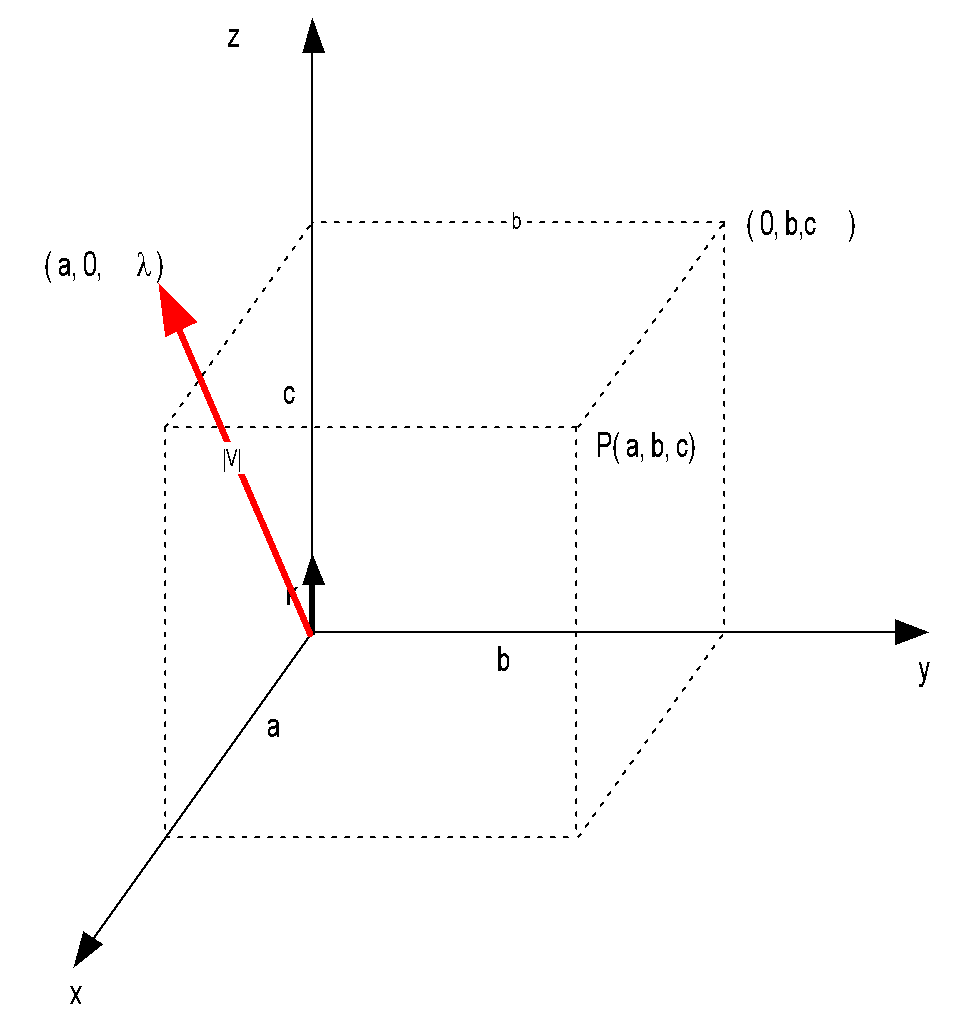 z
b
( 0, b,c )
( a, 0, λ )
c
P( a, b, c)
|V|
b
y
a
x